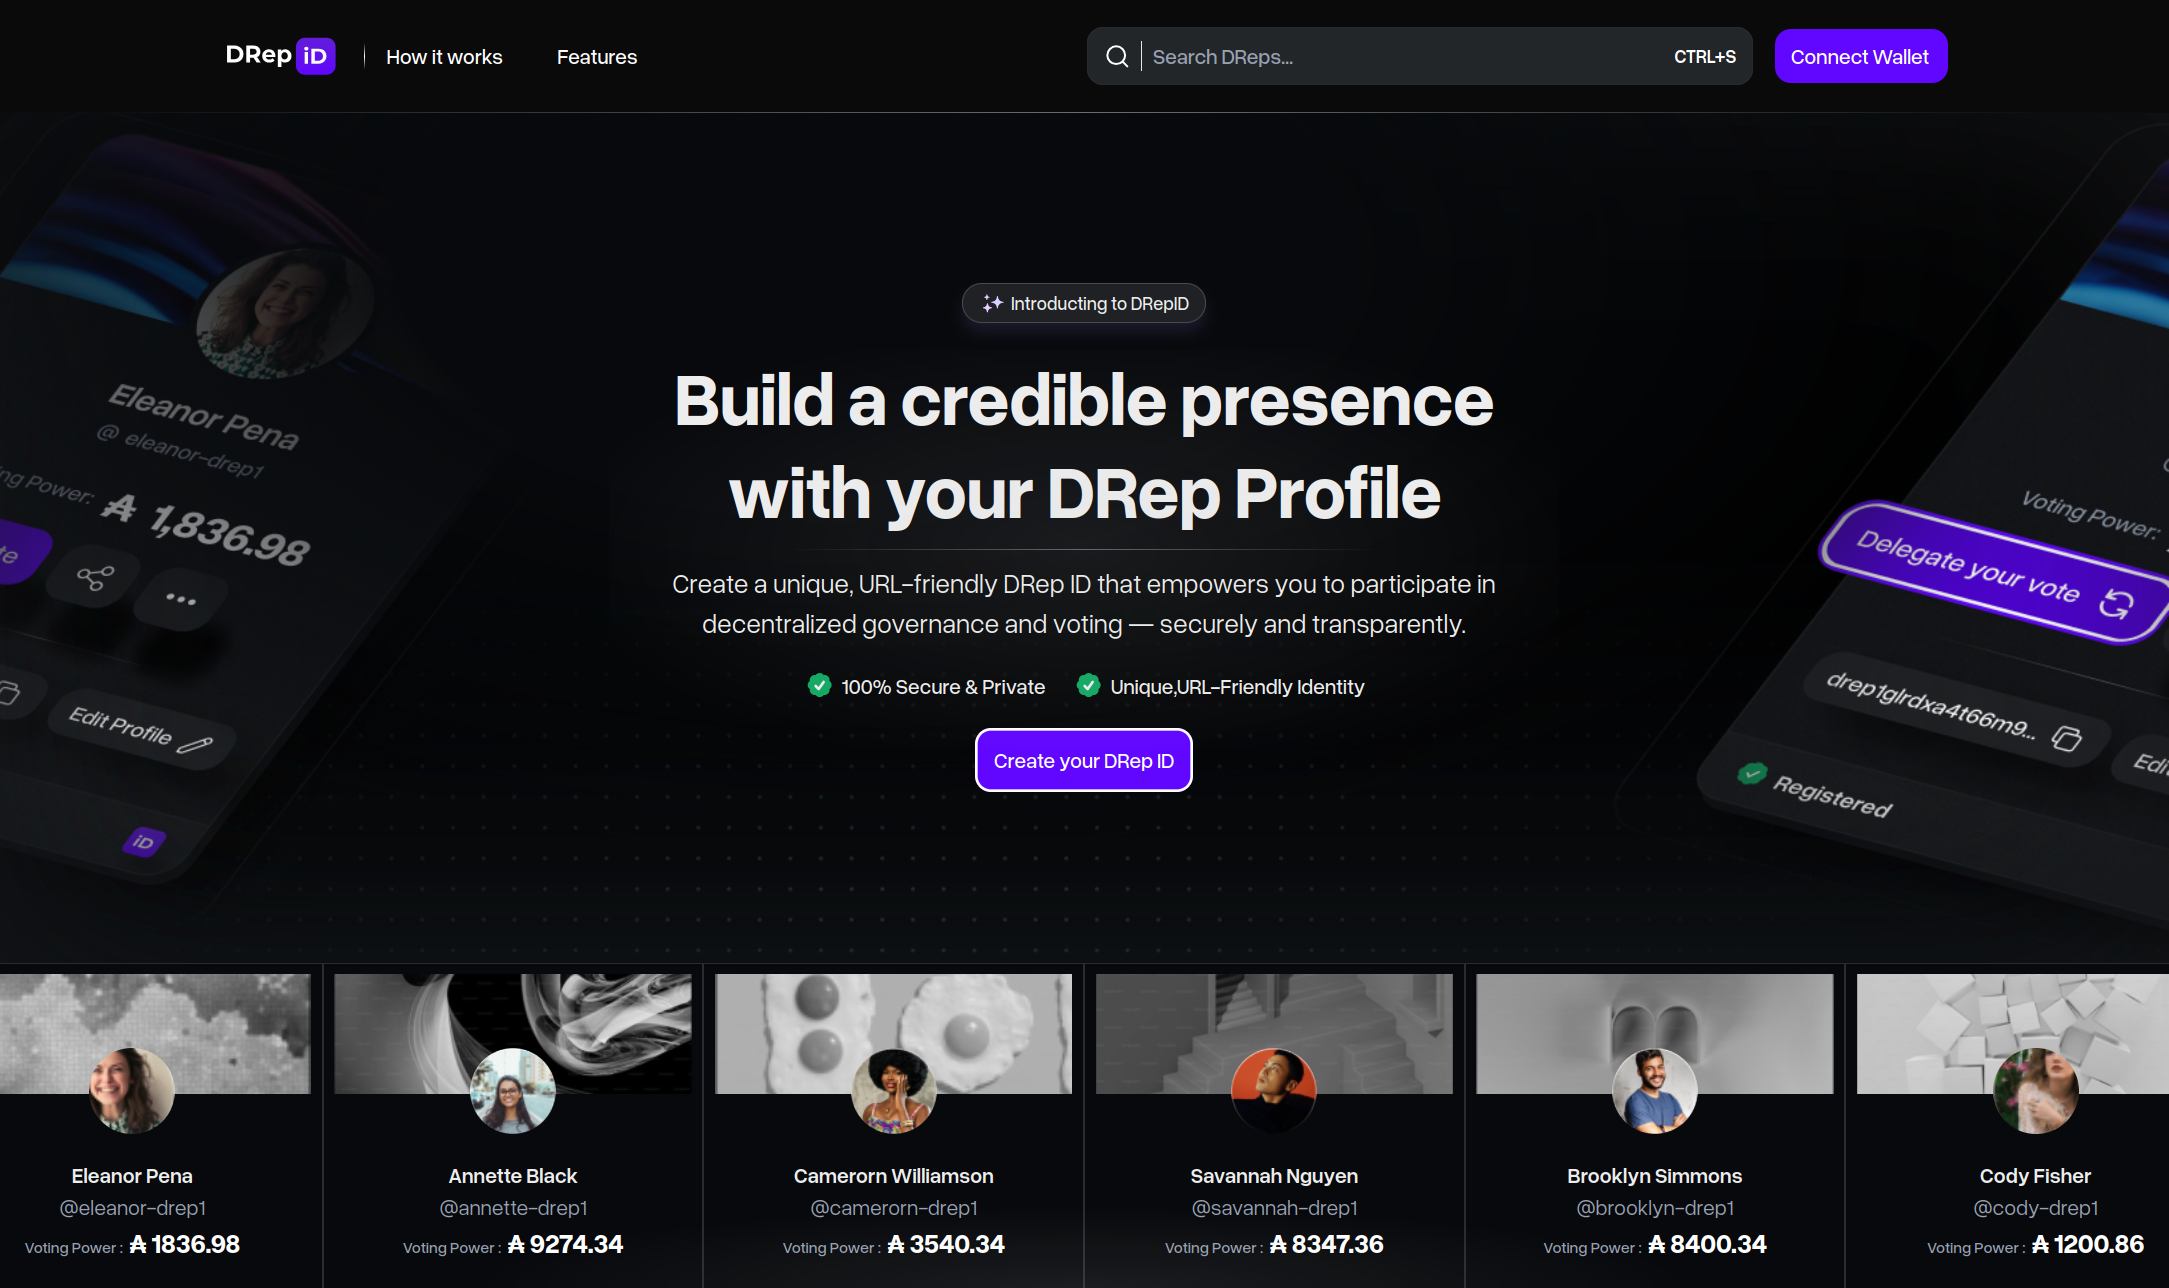 DRep iD
How it works
Features
Search DReps...
CTRL+S
Connect Wallet
Introducting to DRepID
Build a credible presence
with your DRep Profile
Create a unique, URL-friendly DRep ID that empowers you to participate in
decentralized governance and voting — securely and transparently.
100% Secure & Private
Unique,URL-Friendly Identity
Create your DRep ID
Eleanor Pena
@ eleanor-drep1
Power: ₳ 1,836.98
Edit Profile
iD
Voting Power:
Delegate your vote
drep1glrdxa4t66m9...
Registered
Eleanor Pena
@eleanor-drep1
Voting Power : ₳ 1836.98
Annette Black
@annette-drep1
Voting Power : ₳ 9274.34
Camerorn Williamson
@camerorn-drep1
Voting Power : ₳ 3540.34
Savannah Nguyen
@savannah-drep1
Voting Power : ₳ 8347.36
Brooklyn Simmons
@brooklyn-drep1
Voting Power : ₳ 8400.34
Cody Fisher
@cody-drep1
Voting Power : ₳ 1200.86